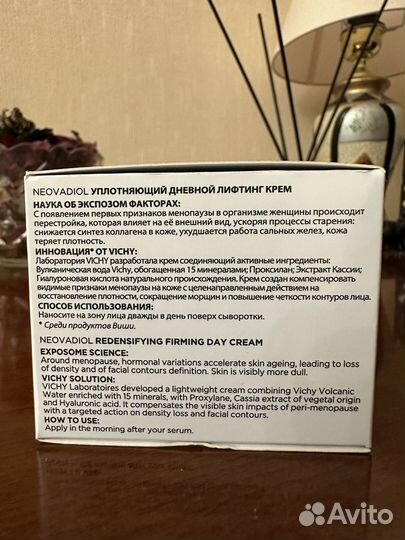 NEOVADIOL УПЛОТНЯЮЩИЙ ДНЕВНОЙ ЛИФТИНГ КРЕМ
НАУКА ОБ ЭКСПОЗОМ ФАКТОРАХ:
С появлением первых признаков менопаузы в организме женщины происходит
перестройка, которая влияет на её внешний вид, ускоряя процессы старения:
снижается синтез коллагена в коже, ухудшается работа сальных желез, кожа
теряет плотность.
ИННОВАЦИЯ* ОТ VICHY:
Лаборатория VICHY разработала крем соединяющий активные ингредиенты:
Вулканическая вода Vichy, обогащенная 15 минералами; Проксилан; Экстракт Кассии;
Гиалуроновая кислота натурального происхождения. Крем создан компенсировать
видимые признаки менопаузы на коже с целенаправленным действием на
восстановление плотности, сокращение морщин и повышение четкости контуров лица.
СПОСОБ ИСПОЛЬЗОВАНИЯ:
Наносите на зону лица дважды в день поверх сыворотки.
* Среди продуктов Виши.
NEOVADIOL REDENSIFYING FIRMING DAY CREAM
EXPOSOME SCIENCE:
Around menopause, hormonal variations accelerate skin ageing, leading to loss
of density and of facial contours definition. Skin is visibly more dull.
VICHY SOLUTION:
VICHY Laboratoires developed a lightweight cream combining Vichy Volcanic
Water enriched with 15 minerals, with Proxylane, Cassia extract of vegetal origin
and Hyaluronic acid. It compensates the visible skin impacts of peri-menopause
with a targeted action on density loss and facial contours.
HOW TO USE:
Apply in the morning after your serum.
Avito